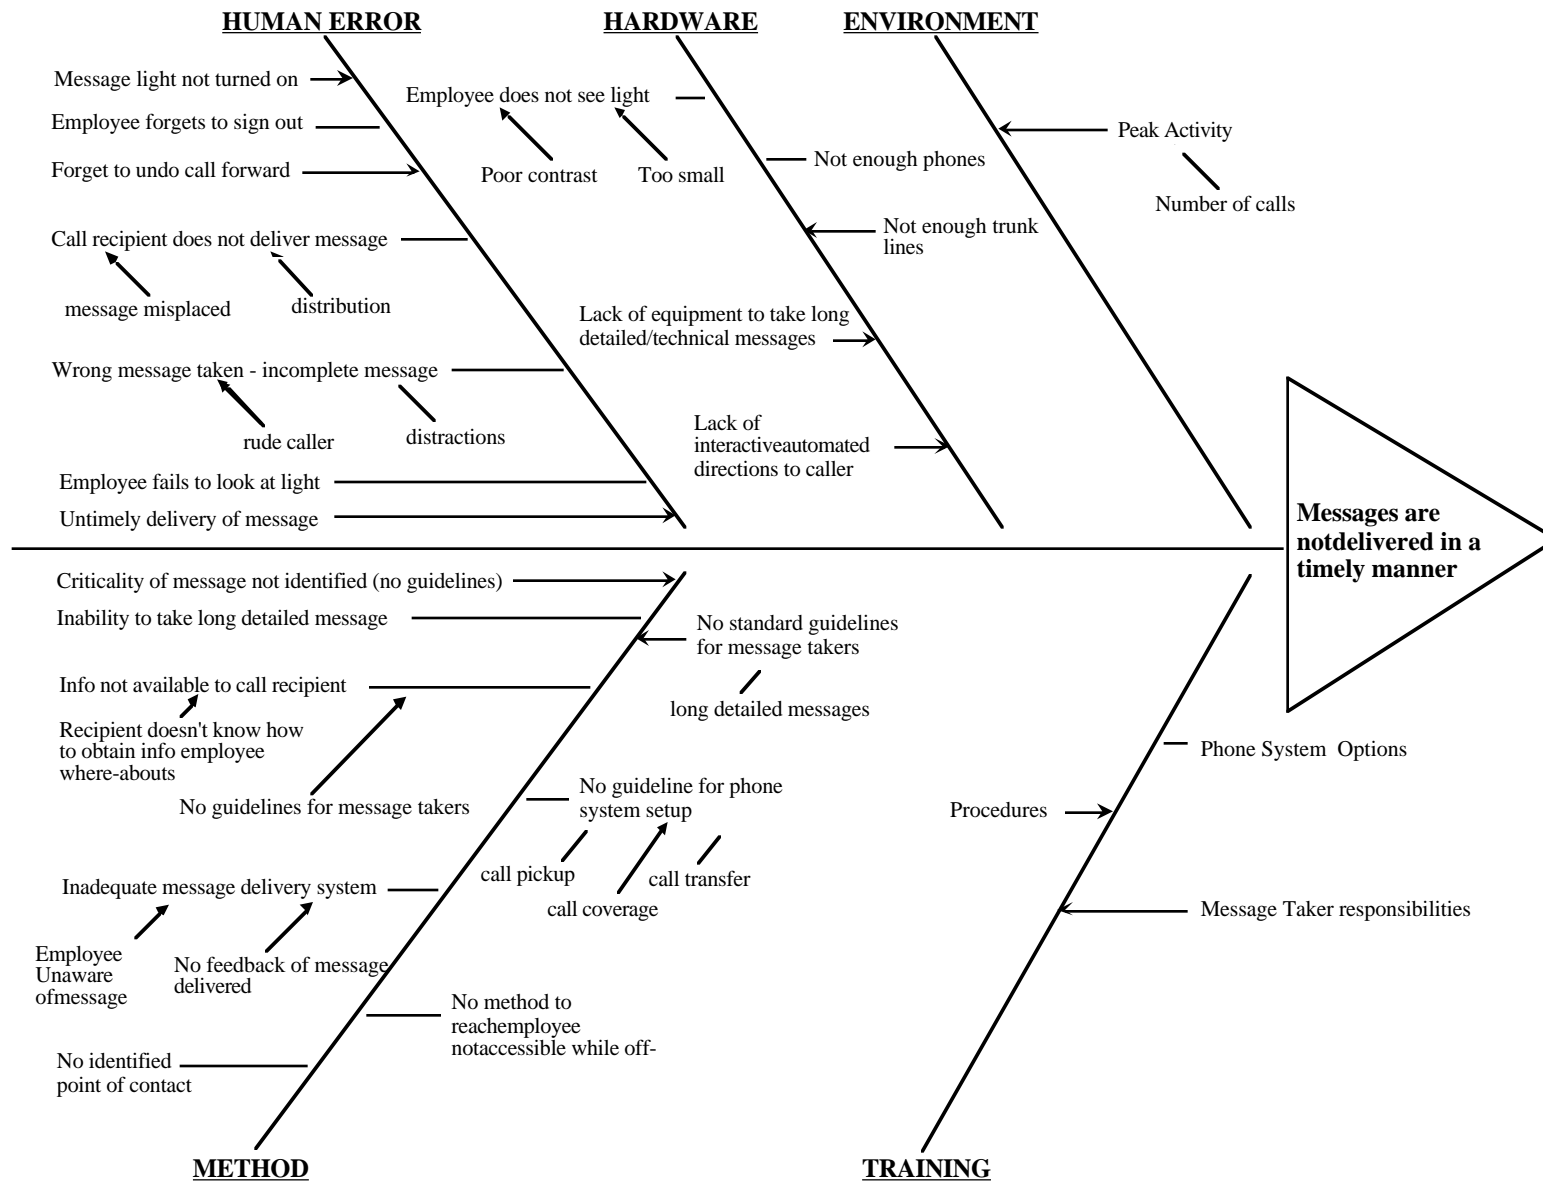 HUMAN ERROR
HARDWARE
ENVIRONMENT
Message light not turned on
Employee forgets to sign out
Forget to undo call forward
Call recipient does not deliver message
message misplaced
distribution
Wrong message taken - incomplete message
rude caller
distractions
Employee fails to look at light
Untimely delivery of message
Employee does not see light
Poor contrast
Too small
Not enough phones
Not enough trunk
lines
Lack of equipment to take long
detailed/technical messages
Lack of
interactiveautomated
directions to caller
Peak Activity
Number of calls
Messages are
notdelivered in a
timely manner
Criticality of message not identified (no guidelines)
Inability to take long detailed message
No standard guidelines
for message takers
long detailed messages
Info not available to call recipient
Recipient doesn't know how
to obtain info employee
where-abouts
No guidelines for message takers
No guideline for phone
system setup
call pickup
call coverage
call transfer
Inadequate message delivery system
Employee
Unaware
ofmessage
No feedback of message
delivered
No method to
reachemployee
notaccessible while off-
No identified
point of contact
Phone System  Options
Procedures
Message Taker responsibilities
METHOD
TRAINING